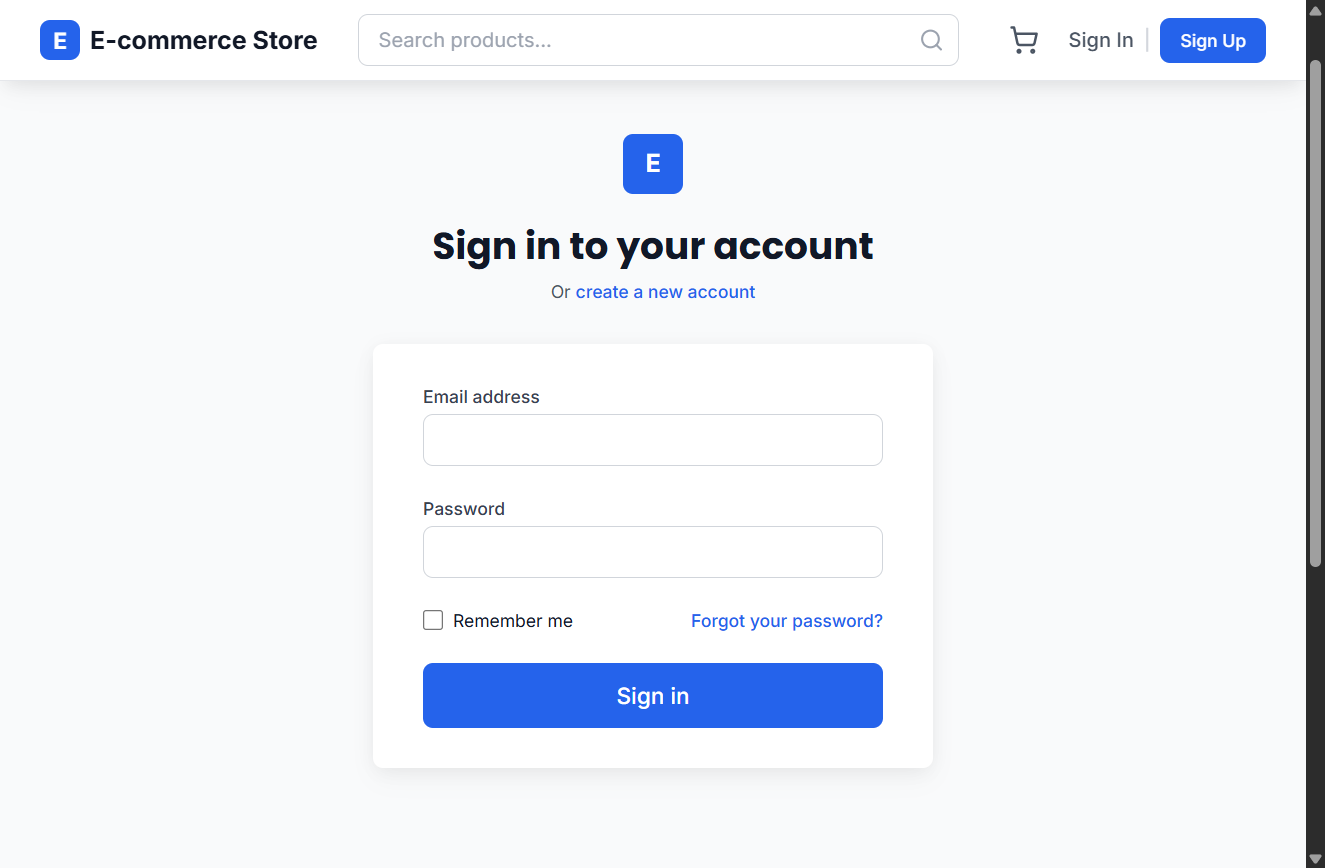 E E-commerce Store Search products... Sign In Sign Up
E
Sign in to your account
Or create a new account
Email address
Password
Remember me Forgot your password?
Sign in